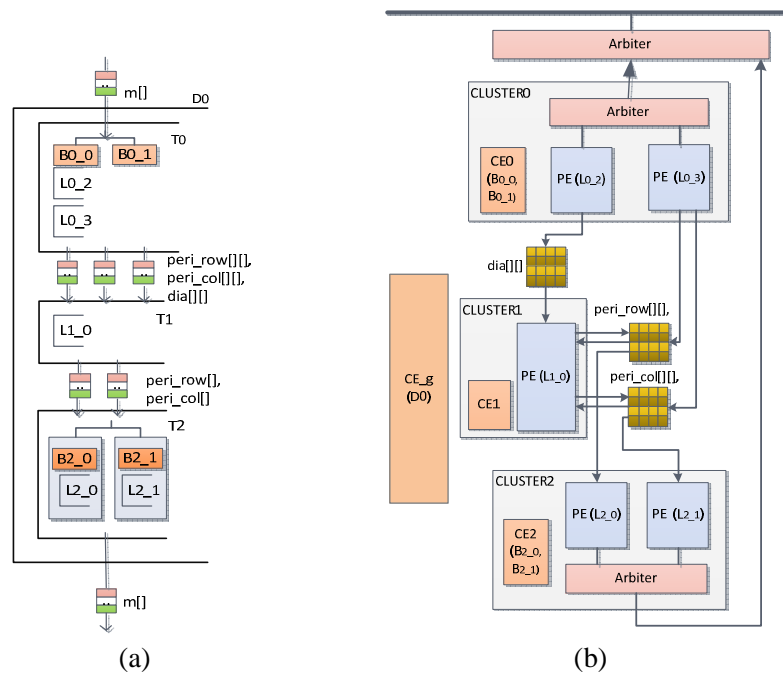 m[]
D0
T0
B0_0
B0_1
L0_2
L0_3
peri_row[][],
peri_col[][],
dia[][]
T1
L1_0
peri_row[],
peri_col[]
T2
B2_0
B2_1
L2_0
L2_1
m[]
(a)
Arbiter
CLUSTER0
Arbiter
CE0
(B0_0,
B0_1)
PE (L0_2)
PE (L0_3)
dia[][]
CLUSTER1
peri_row[][],
PE (L1_0)
CE_g
(D0)
peri_col[][],
CE1
CLUSTER2
PE (L2_0)
PE (L2_1)
CE2
(B2_0,
B2_1)
Arbiter
(b)